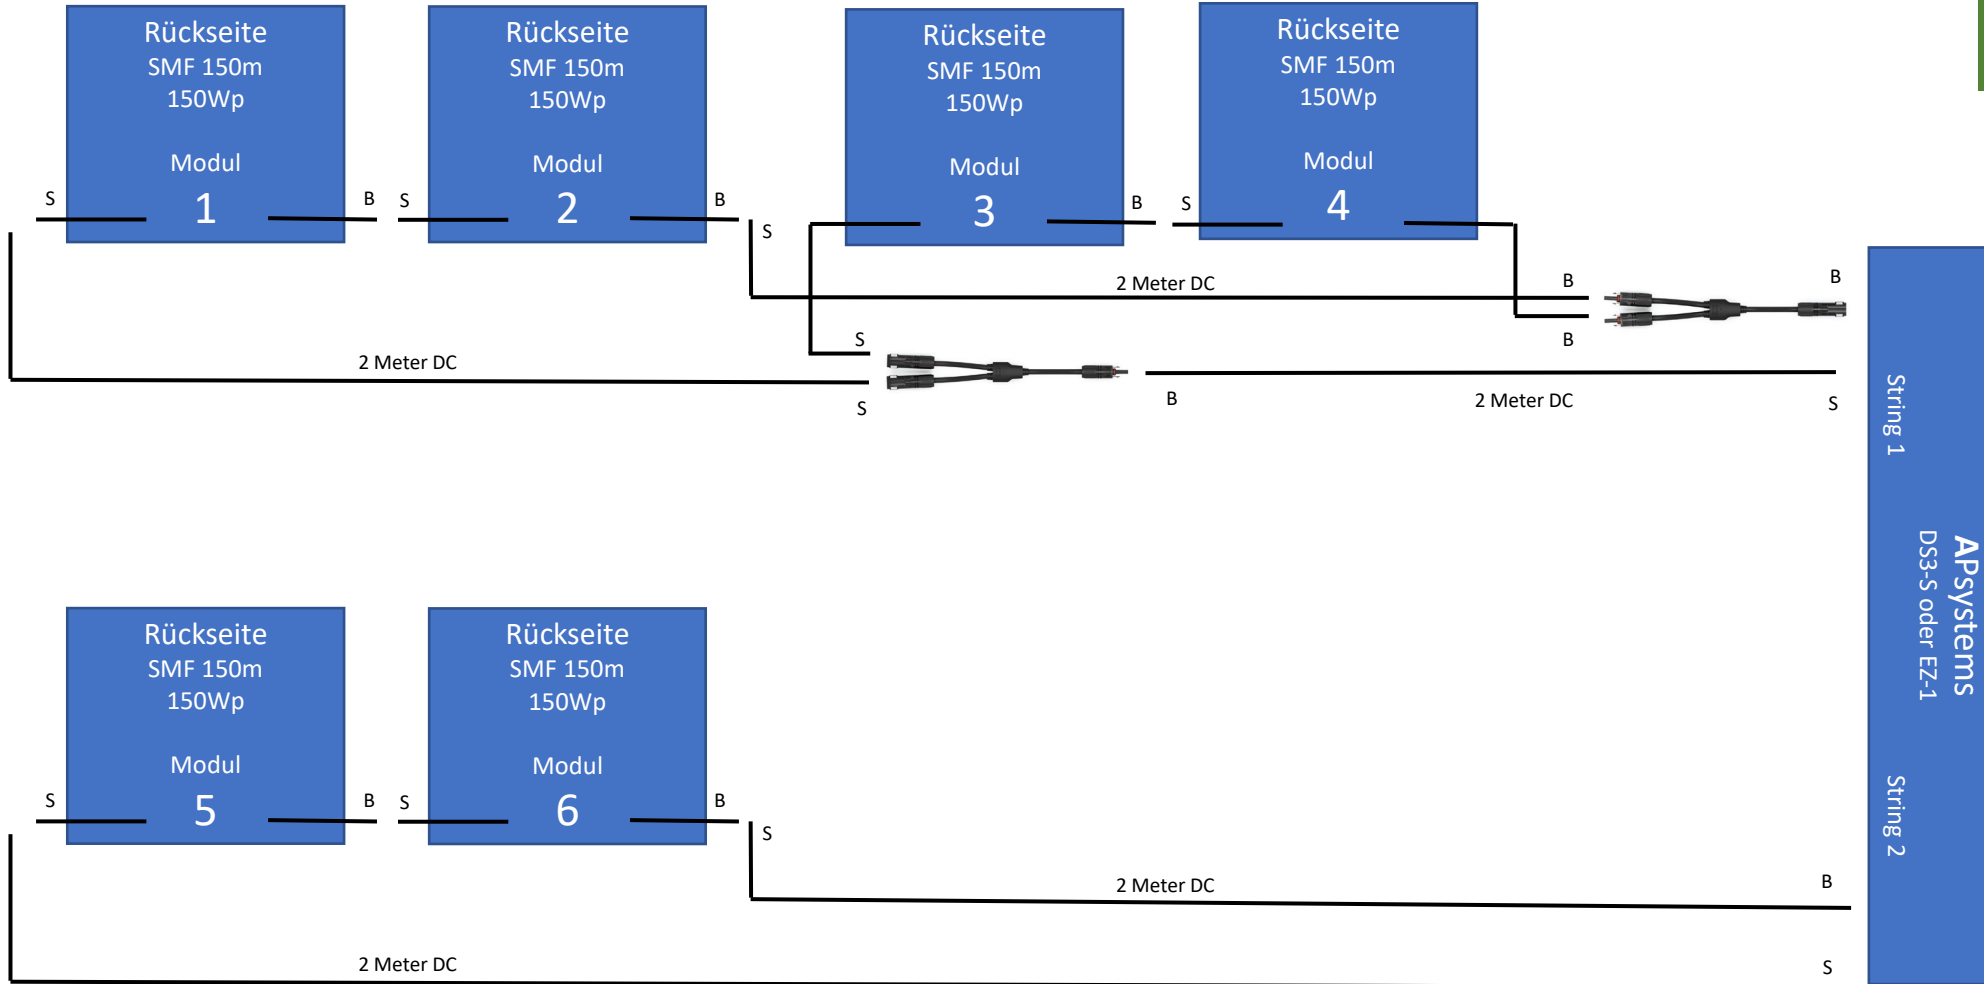 Rückseite
SMF 150m
150Wp
Modul
1
S
B
Rückseite
SMF 150m
150Wp
Modul
2
S
B
S
Rückseite
SMF 150m
150Wp
Modul
3
B
Rückseite
SMF 150m
150Wp
Modul
4
S
2 Meter DC
B
B
B
S
2 Meter DC
S
B
2 Meter DC
S
String 1
APsystems
DS3-S oder EZ-1
String 2
Rückseite
SMF 150m
150Wp
Modul
5
S
B
Rückseite
SMF 150m
150Wp
Modul
6
S
B
S
2 Meter DC
B
2 Meter DC
S